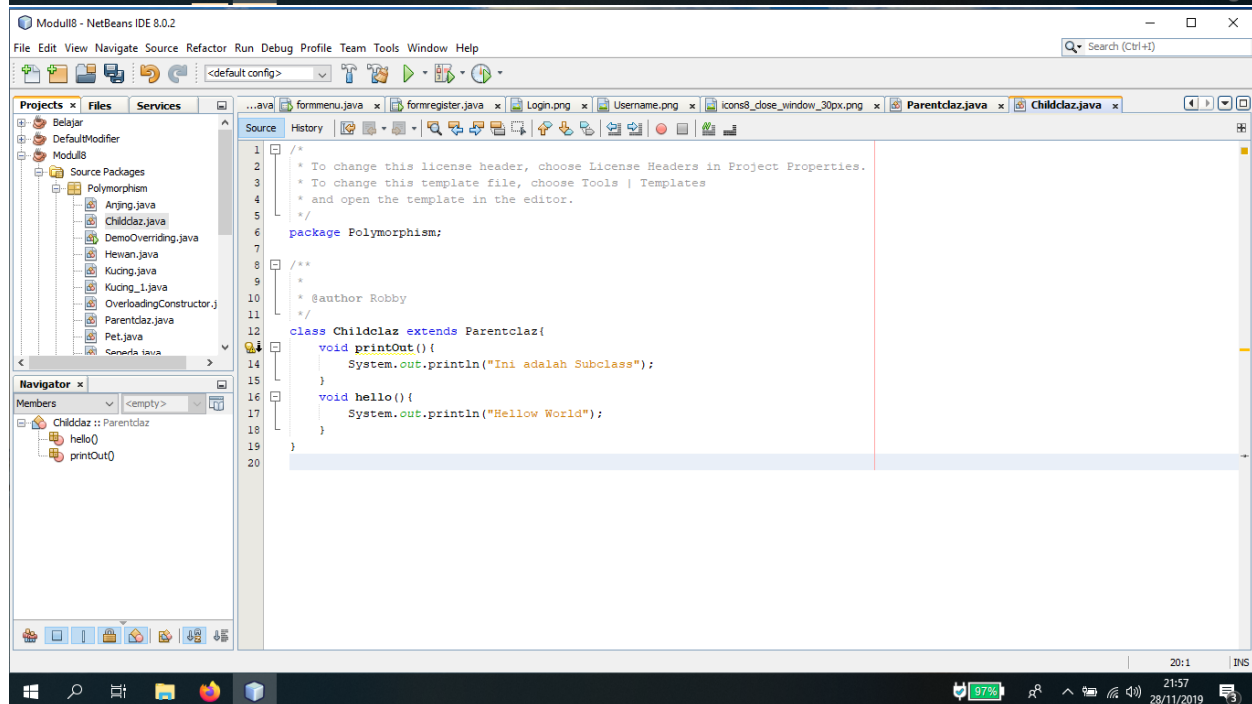 Modull8 - NetBeans IDE 8.0.2
File Edit View Navigate Source Refactor Run Debug Profile Team Tools Window Help
Search (Ctrl+I)
<default config>
Projects Files Services
...ava formmenu.java formregister.java Login.png Username.png icons8_close_window_30px.png Parentclaz.java Childclaz.java
Belajar
DefaultModifier
Modull8
Source Packages
Polymorphism
Anjing.java
Childclaz.java
DemoOverriding.java
Hewan.java
Kucing.java
Kucing_1.java
OverloadingConstructor.j
Parentclaz.java
Pet.java
Sepeda.java
Source History
1 /*
2 * To change this license header, choose License Headers in Project Properties.
3 * To change this template file, choose Tools | Templates
4 * and open the template in the editor.
5 */
6 package Polymorphism;
7
8 /**
9 *
10 * @author Robby
11 */
12 class Childclaz extends Parentclaz{
void printOut(){
14 System.out.println("Ini adalah Subclass");
15 }
16 void hello(){
17 System.out.println("Hellow World");
18 }
19 }
20
Navigator
Members <empty>
Childclaz :: Parentclaz
hello()
printOut()
20:1 INS
97%
21:57
28/11/2019
3